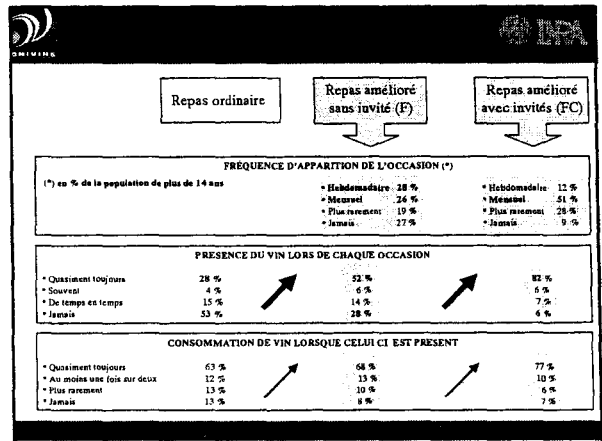 ONIVINS
Repas ordinaire
Repas amélioré
sans invité (F)
Repas amélioré
avec invités (FC)
FRÉQUENCE D'APPARITION DE L'OCCASION (*)
(*) en % de la population de plus de 14 ans
* Hebdomadaire 28 % * Hebdomadaire 12 %
* Mensuel 26 % * Mensuel 51 %
* Plus rarement 19 % * Plus rarement 28 %
* Jamais 27 % * Jamais 9 %
PRESENCE DU VIN LORS DE CHAQUE OCCASION
* Quasiment toujours 28 % 52 % 82 %
* Souvent 4 % 6 % 6 %
* De temps en temps 15 % 14 % 7 %
* Jamais 53 % 28 % 6 %
CONSOMMATION DE VIN LORSQUE CELUI CI EST PRESENT
* Quasiment toujours 63 % 68 % 77 %
* Au moins une fois sur deux 12 % 13 % 10 %
* Plus rarement 13 % 10 % 6 %
* Jamais 13 % 8 % 7 %